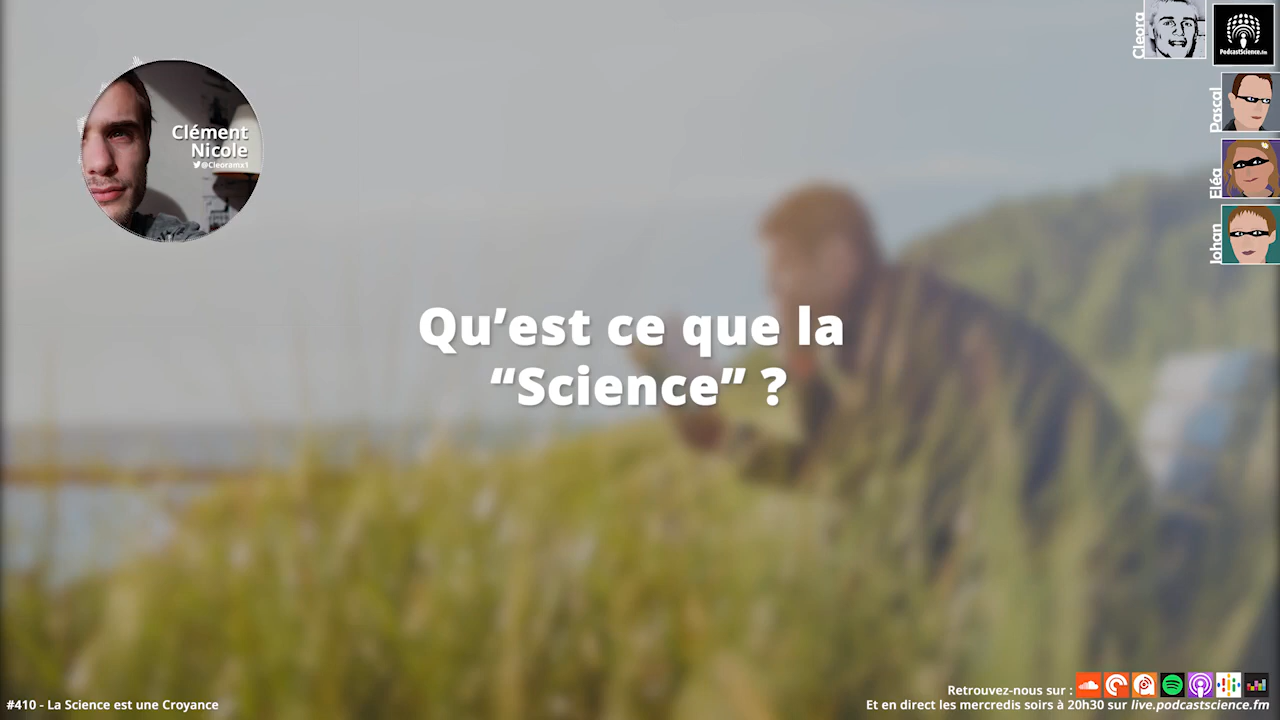 Cleora
PodcastScience.fm
Clément
Nicole
@Cleoramx1
Pascal
Eléa
Johan
Qu’est ce que la
“Science” ?
Retrouvez-nous sur :
#410 - La Science est une Croyance
Et en direct les mercredis soirs à 20h30 sur live.podcastscience.fm